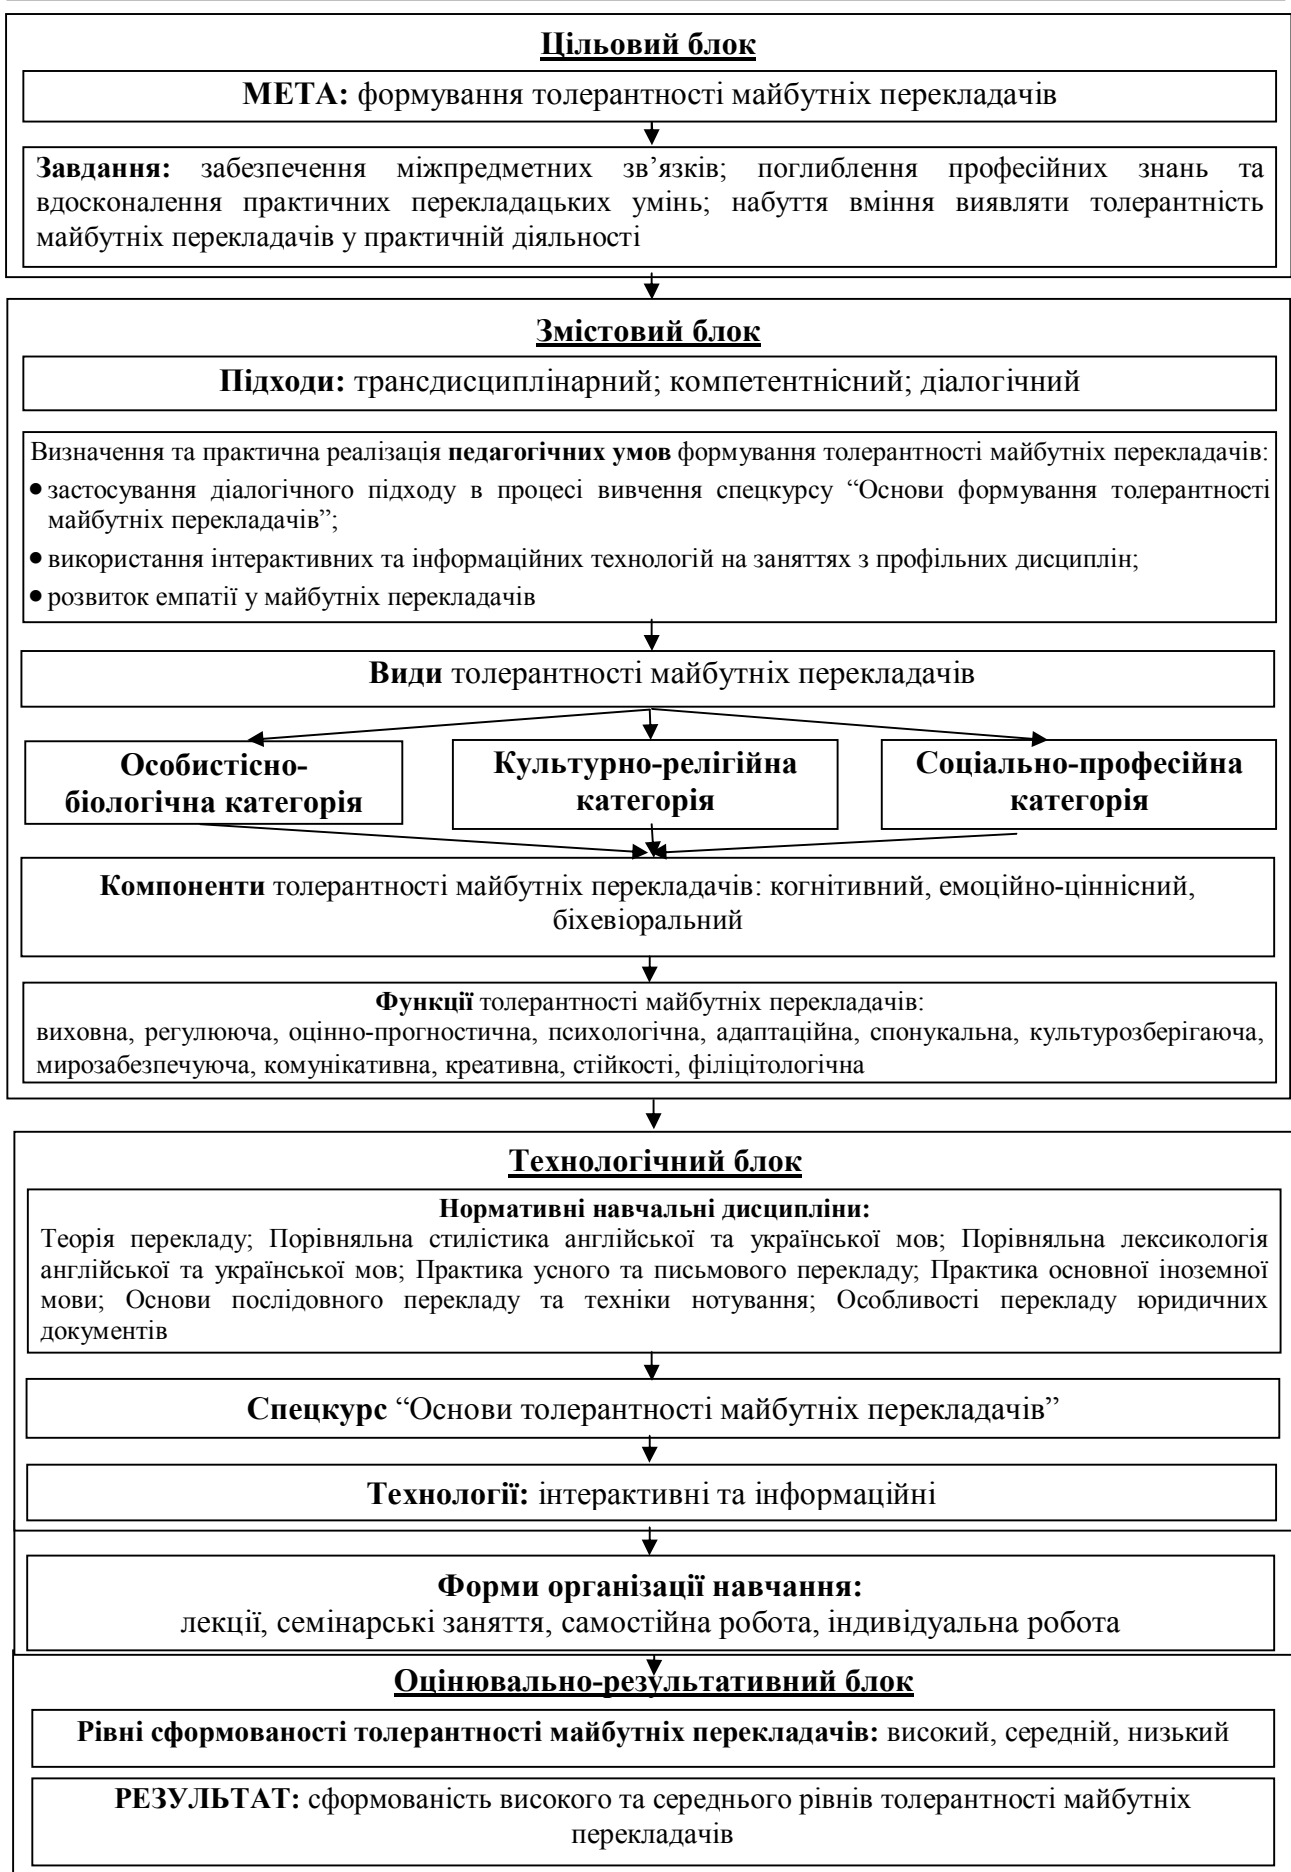 Цільовий блок
МЕТА: формування толерантності майбутніх перекладачів
Завдання: забезпечення міжпредметних зв’язків; поглиблення професійних знань та
вдосконалення практичних перекладацьких умінь; набуття вміння виявляти толерантність
майбутніх перекладачів у практичній діяльності
Змістовий блок
Підходи: трансдисциплінарний; компетентнісний; діалогічний
Визначення та практична реалізація педагогічних умов формування толерантності майбутніх перекладачів:
● застосування діалогічного підходу в процесі вивчення спецкурсу “Основи формування толерантності
майбутніх перекладачів”;
● використання інтерактивних та інформаційних технологій на заняттях з профільних дисциплін;
● розвиток емпатії у майбутніх перекладачів
Види толерантності майбутніх перекладачів
Особистісно-
біологічна категорія
Культурно-релігійна
категорія
Соціально-професійна
категорія
Компоненти толерантності майбутніх перекладачів: когнітивний, емоційно-ціннісний,
біхевіоральний
Функції толерантності майбутніх перекладачів:
виховна, регулююча, оцінно-прогностична, психологічна, адаптаційна, спонукальна, культурозберігаюча,
мирозабезпечуюча, комунікативна, креативна, стійкості, філіцітологічна
Технологічний блок
Нормативні навчальні дисципліни:
Теорія перекладу; Порівняльна стилістика англійської та української мов; Порівняльна лексикологія
англійської та української мов; Практика усного та письмового перекладу; Практика основної іноземної
мови; Основи послідовного перекладу та техніки нотування; Особливості перекладу юридичних
документів
Спецкурс “Основи толерантності майбутніх перекладачів”
Технології: інтерактивні та інформаційні
Форми організації навчання:
лекції, семінарські заняття, самостійна робота, індивідуальна робота
Оцінювально-результативний блок
Рівні сформованості толерантності майбутніх перекладачів: високий, середній, низький
РЕЗУЛЬТАТ: сформованість високого та середнього рівнів толерантності майбутніх
перекладачів